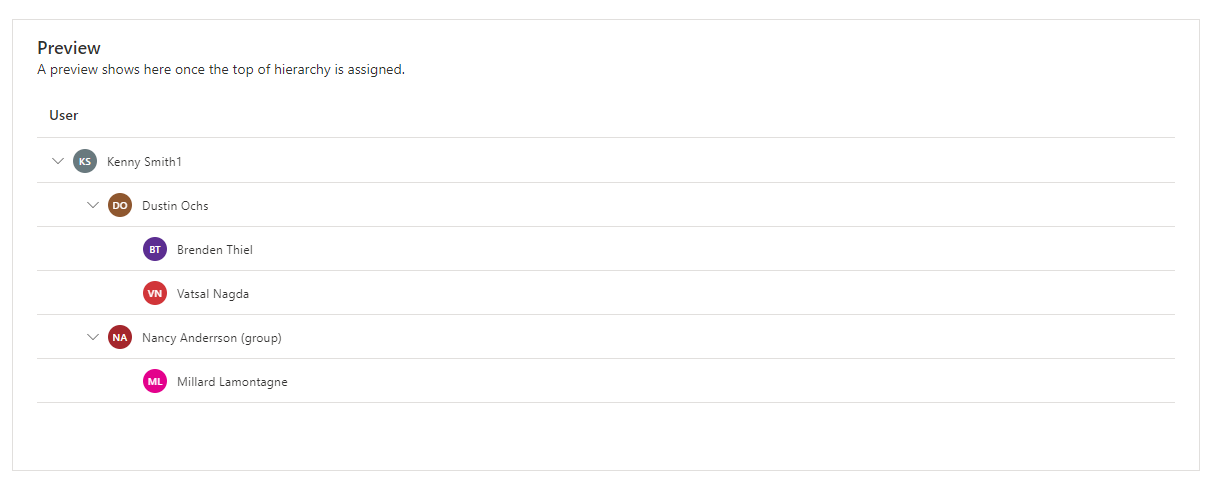 Preview
A preview shows here once the top of hierarchy is assigned.
User
KS Kenny Smith1
DO Dustin Ochs
BT Brenden Thiel
VN Vatsal Nagda
NA Nancy Anderrson (group)
ML Millard Lamontagne